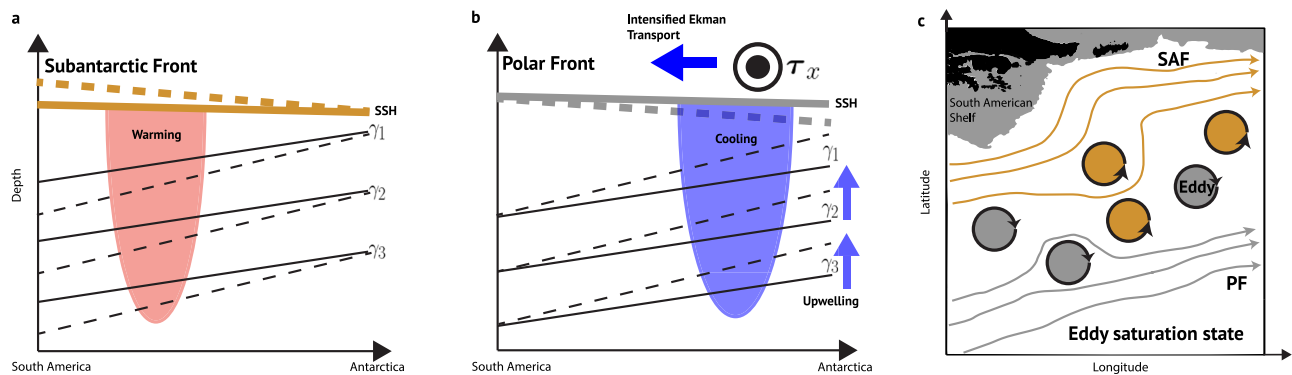 a
Subantarctic Front
SSH
Warming
γ1
γ2
γ3
Depth
South America
Antarctica
b
Intensified Ekman
Transport
Polar Front
τx
SSH
Cooling
γ1
γ2
γ3
Upwelling
South America
Antarctica
c
SAF
South American
Shelf
Eddy
PF
Eddy saturation state
Latitude
Longitude